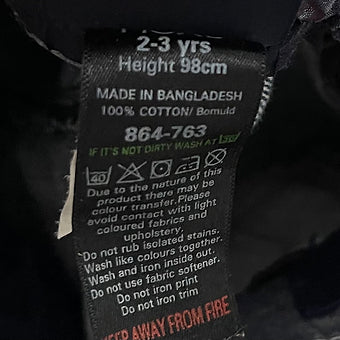 2-3 yrs
Height 98cm
MADE IN BANGLADESH
100% COTTON/ Bomuld
864-763
IF IT'S NOT DIRTY WASH AT
40
Due to the nature of this
product there may be
colour transfer. Please
avoid contact with light
coloured fabrics and
upholstery.
Do not rub isolated stains.
Wash like colours together.
Wash and iron inside out.
Do not use fabric softener.
Do not iron print
Do not iron trim
KEEP AWAY FROM FIRE